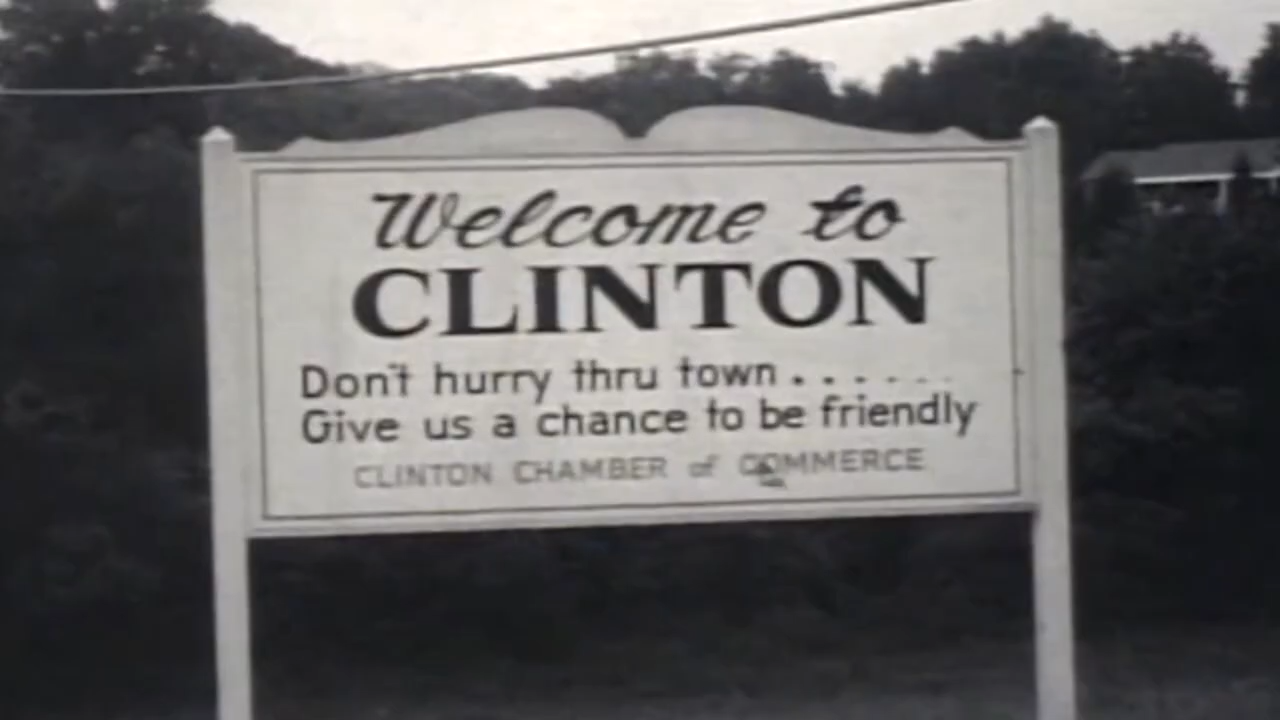 Welcome to
CLINTON
Don't hurry thru town . . . . . .
Give us a chance to be friendly
CLINTON CHAMBER of COMMERCE